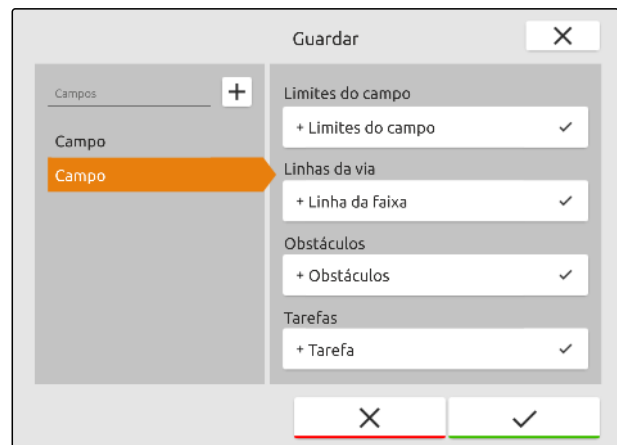 Guardar
Campos
Campo
Campo
Limites do campo
+ Limites do campo
Linhas da via
+ Linha da faixa
Obstáculos
+ Obstáculos
Tarefas
+ Tarefa